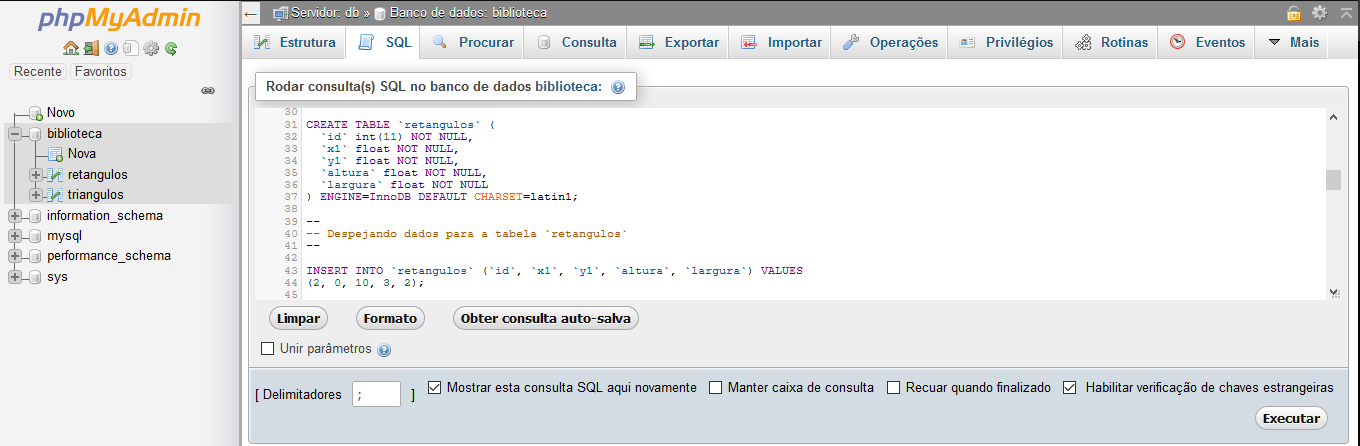 phpMyAdmin
Recente Favoritos
Novo
biblioteca
Nova
retangulos
triangulos
information_schema
mysql
performance_schema
sys
Servidor: db » Banco de dados: biblioteca
Estrutura SQL Procurar Consulta Exportar Importar Operações Privilégios Rotinas Eventos Mais
Rodar consulta(s) SQL no banco de dados biblioteca:
30
31 CREATE TABLE `retangulos` (
32 `id` int(11) NOT NULL,
33 `x1` float NOT NULL,
34 `y1` float NOT NULL,
35 `altura` float NOT NULL,
36 `largura` float NOT NULL
37 ) ENGINE=InnoDB DEFAULT CHARSET=latin1;
38
39 --
40 -- Despejando dados para a tabela `retangulos`
41 --
42
43 INSERT INTO `retangulos` (`id`, `x1`, `y1`, `altura`, `largura`) VALUES
44 (2, 0, 10, 3, 2);
45
Limpar Formato Obter consulta auto-salva
Unir parâmetros
[ Delimitadores ; ] Mostrar esta consulta SQL aqui novamente Manter caixa de consulta Recuar quando finalizado Habilitar verificação de chaves estrangeiras
Executar